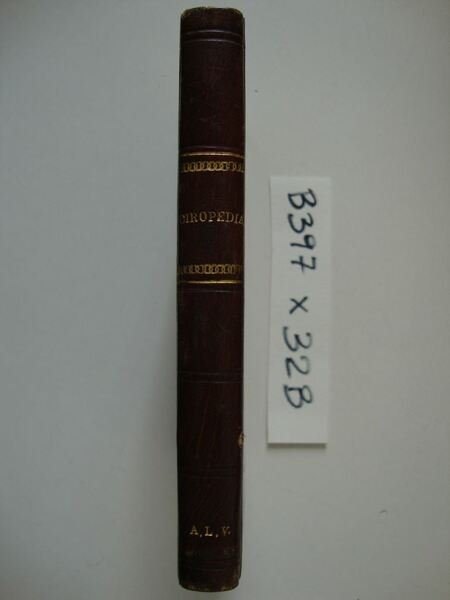 CIROPEDIA
A. L. V.
B397 x 32B